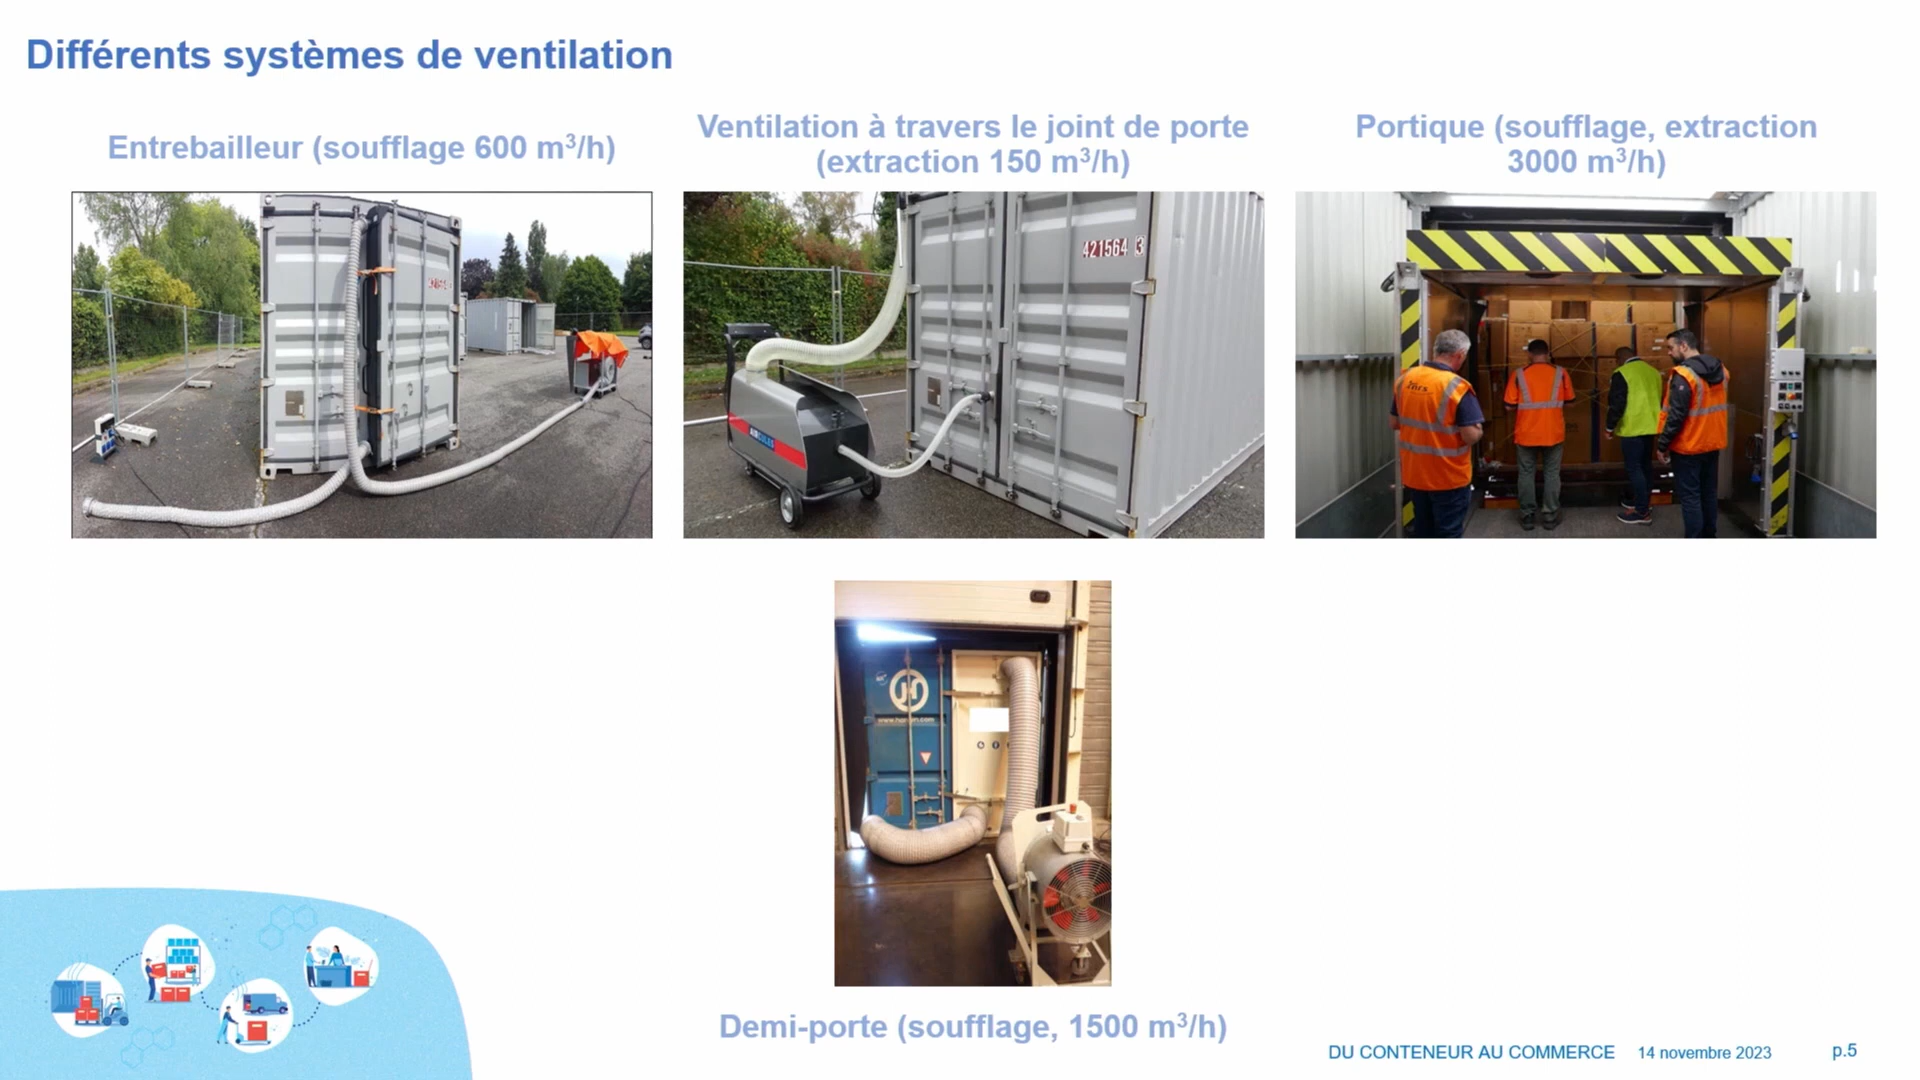 Différents systèmes de ventilation
Entrebailleur (soufflage 600 m³/h)
Ventilation à travers le joint de porte
(extraction 150 m³/h)
Portique (soufflage, extraction
3000 m³/h)
421564 3
Demi-porte (soufflage, 1500 m³/h)
DU CONTENEUR AU COMMERCE 14 novembre 2023 p.5